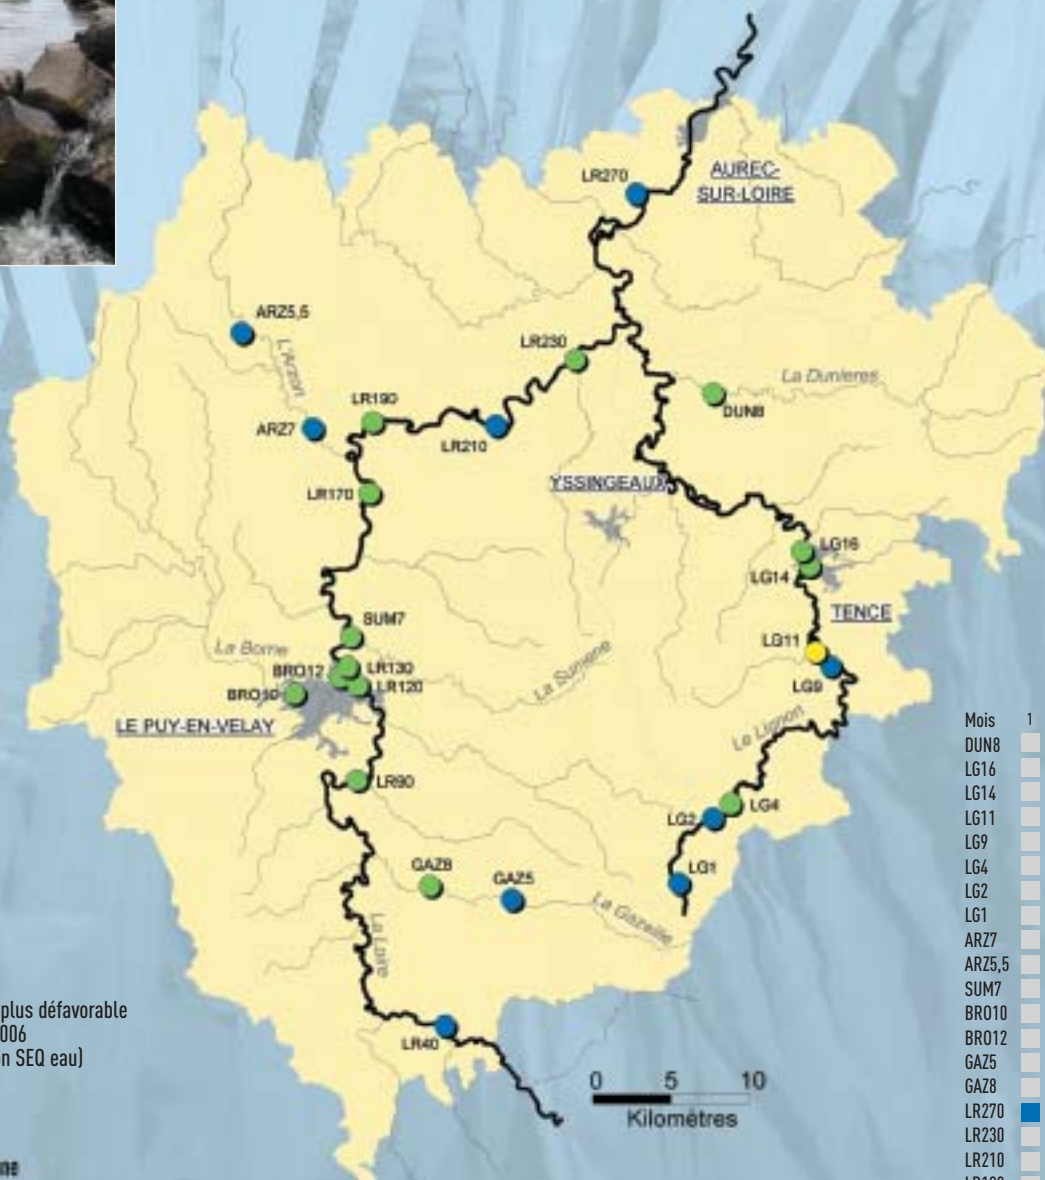 LR270
AUREC-
SUR-LOIRE
ARZ5,5
L'Arzon
LR230
La Dunieres
LR190
DUN8
ARZ7
LR210
YSSINGEAUX
LR170
LG16
LG14
TENCE
SUM7
LG11
La Borne
BRO12
LR130
La Sumene
LG9
BRO10
LR120
LE PUY-EN-VELAY
Le Lignon
LR90
LG4
LG2
GAZ8
GAZ5
LG1
La Gazeille
La Loire
LR40
0 5 10
Kilomètres
plus défavorable
006
n SEQ eau)
ne
Mois 1
DUN8
LG16
LG14
LG11
LG9
LG4
LG2
LG1
ARZ7
ARZ5,5
SUM7
BRO10
BRO12
GAZ5
GAZ8
LR270
LR230
LR210